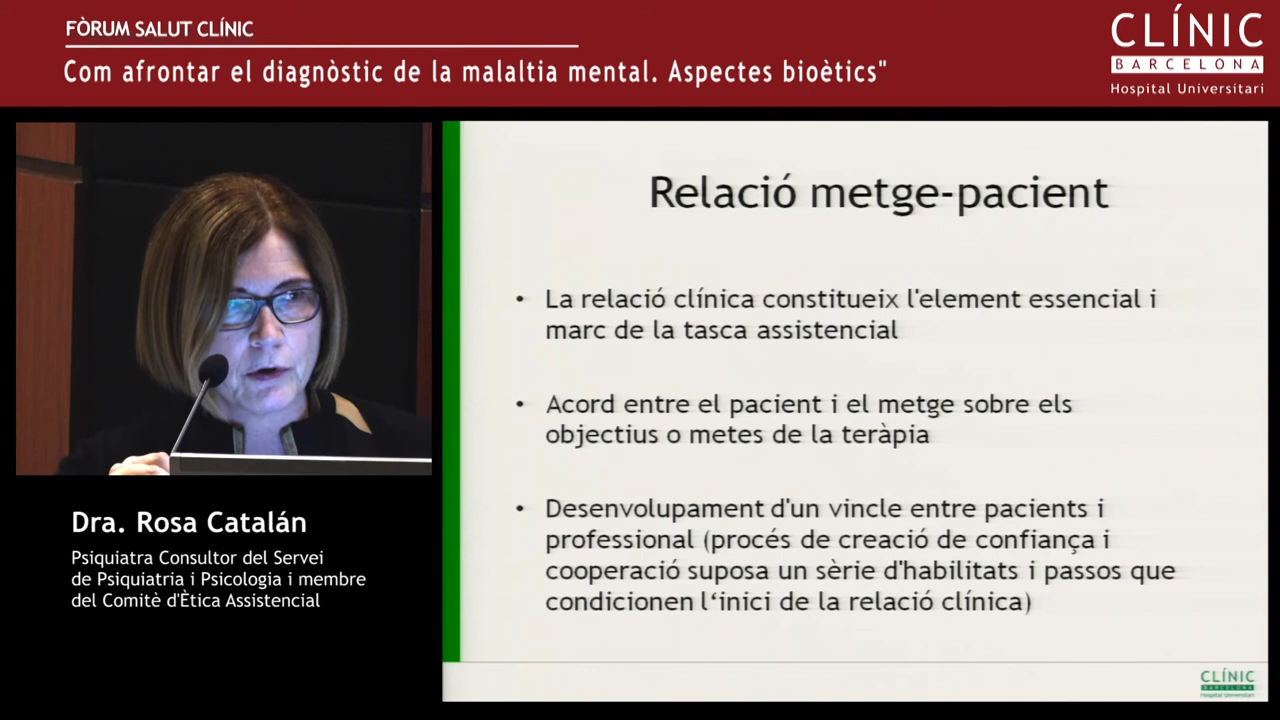 FÒRUM SALUT CLÍNIC
Com afrontar el diagnòstic de la malaltia mental. Aspectes bioètics"
CLÍNIC
BARCELONA
Hospital Universitari
Relació metge-pacient
• La relació clínica constitueix l'element essencial i
marc de la tasca assistencial
• Acord entre el pacient i el metge sobre els
objectius o metes de la teràpia
• Desenvolupament d'un vincle entre pacients i
professional (procés de creació de confiança i
cooperació suposa un sèrie d'habilitats i passos que
condicionen l‘inici de la relació clínica)
Dra. Rosa Catalán
Psiquiatra Consultor del Servei
de Psiquiatria i Psicologia i membre
del Comitè d'Ètica Assistencial
CLÍNIC
BARCELONA
Hospital Universitari